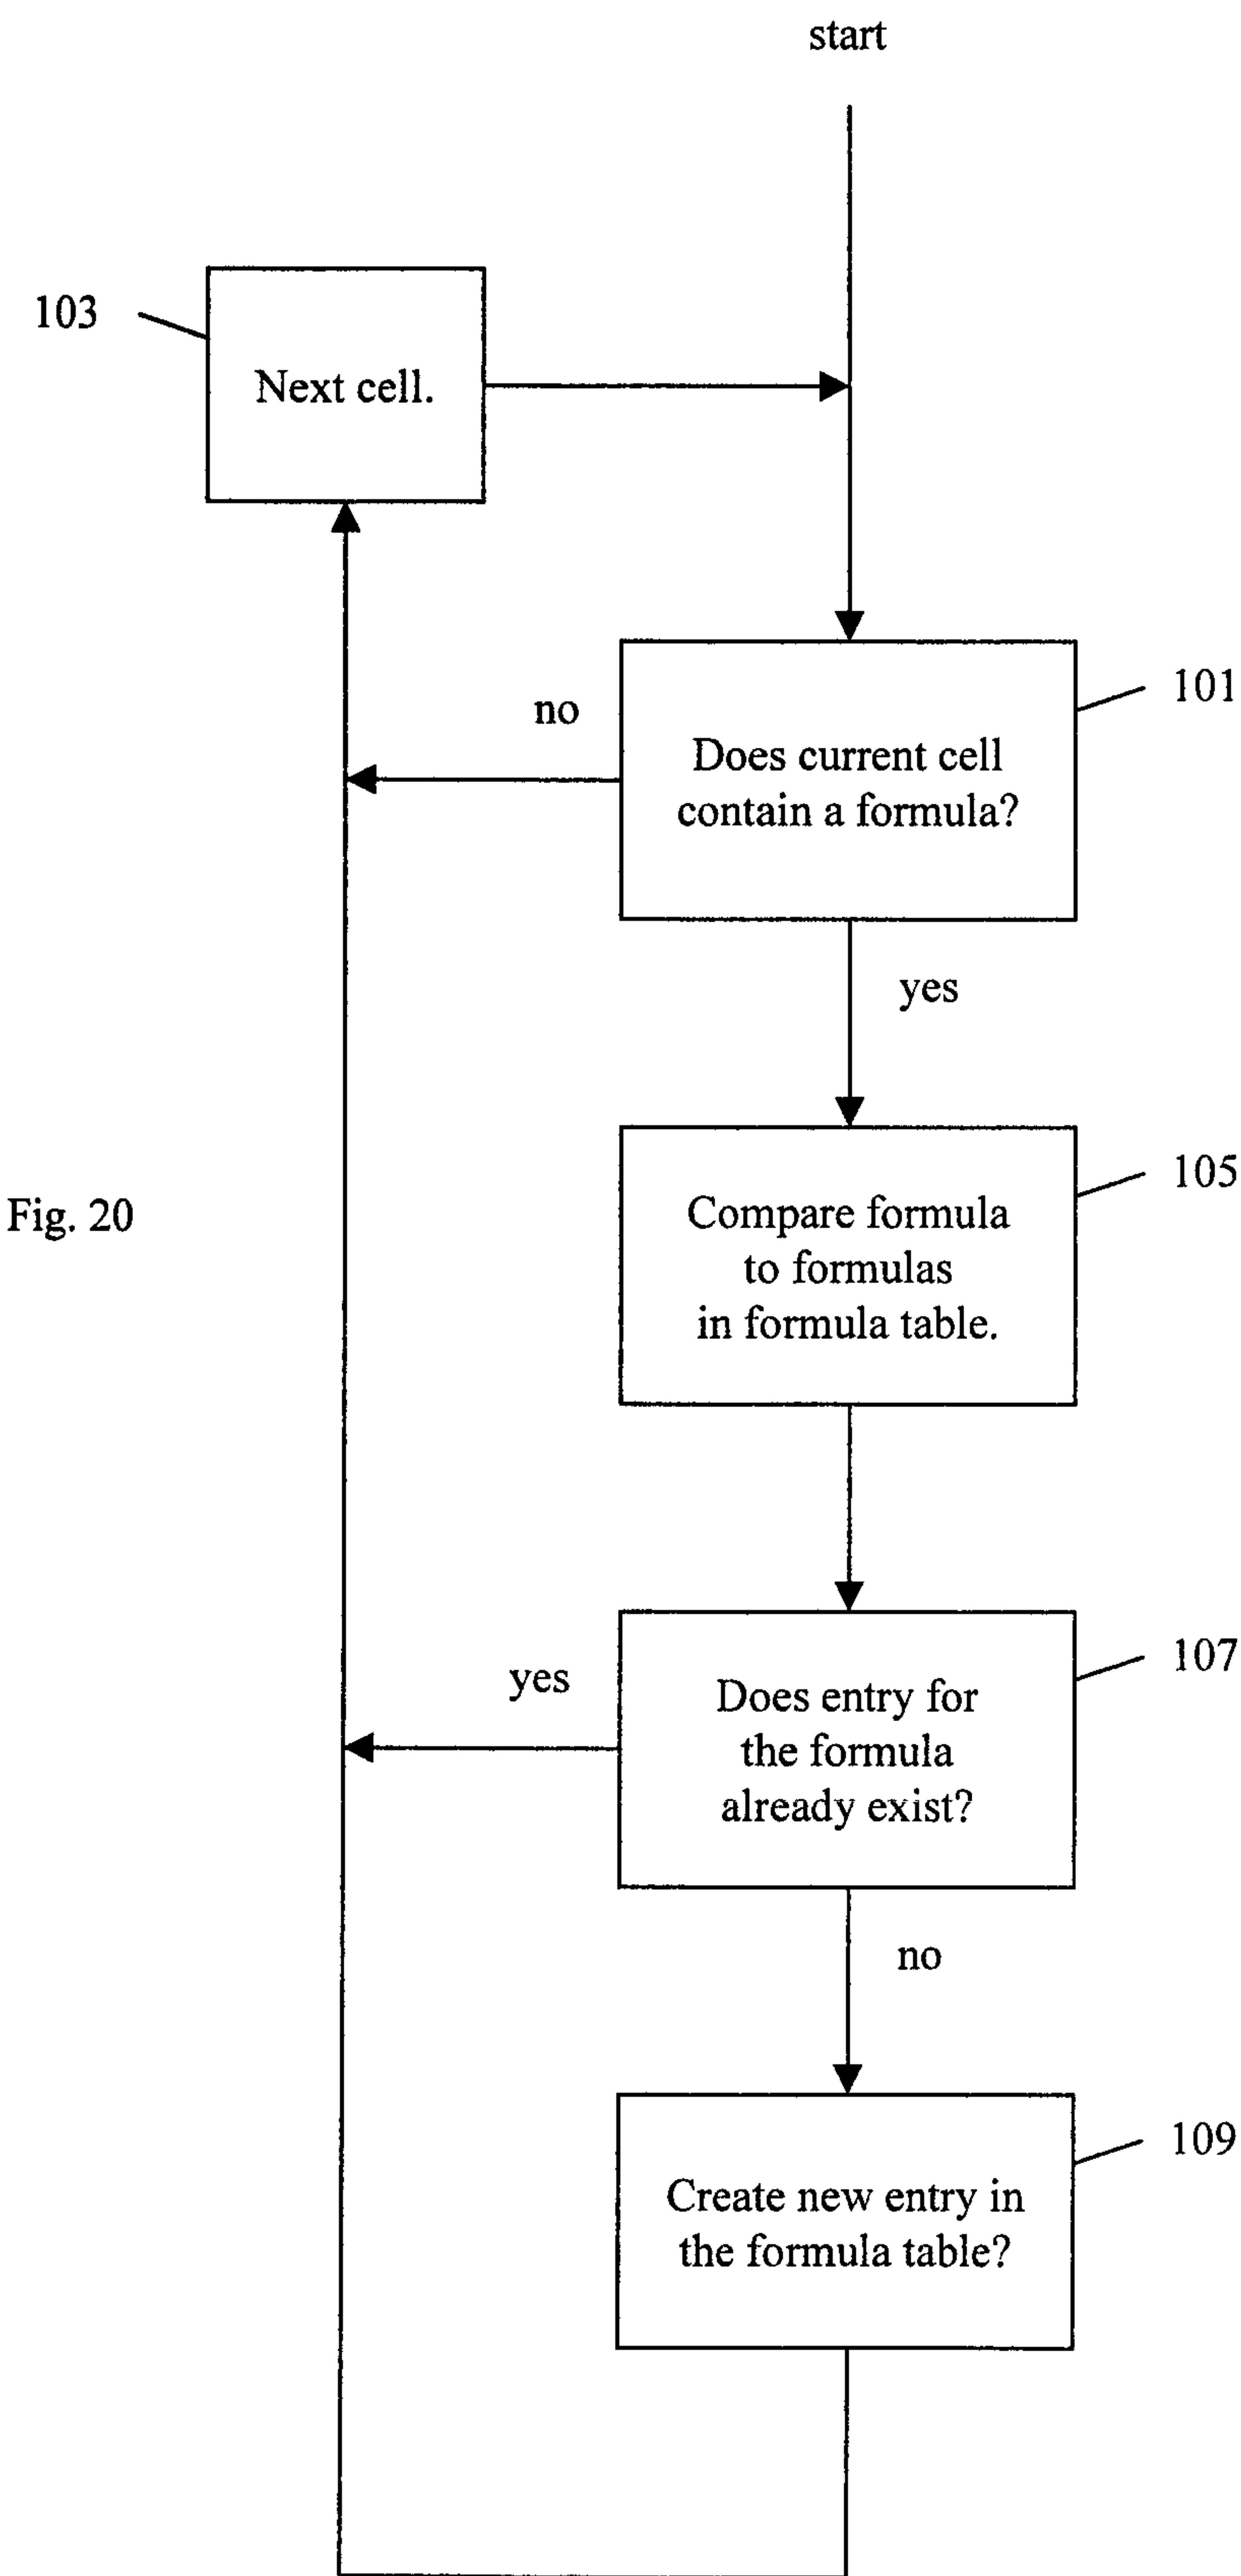 start
103
Next cell.
101
no
Does current cell
contain a formula?
yes
105
Compare formula
to formulas
in formula table.
Fig. 20
107
yes
Does entry for
the formula
already exist?
no
109
Create new entry in
the formula table?